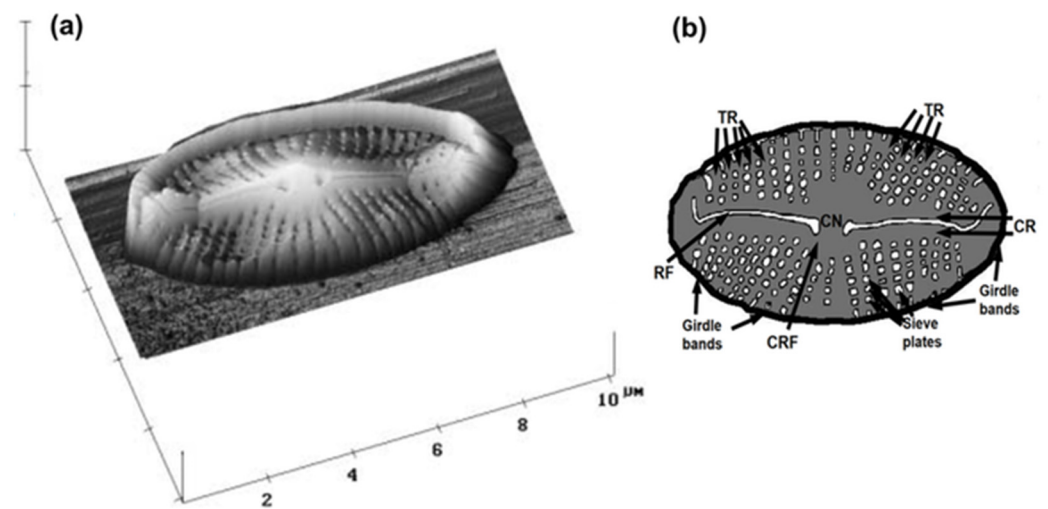 (a)
(b)
TR
TR
CN
CR
RF
Girdle
bands
CRF
Sieve
plates
Girdle
bands
2
4
6
8
10 µM